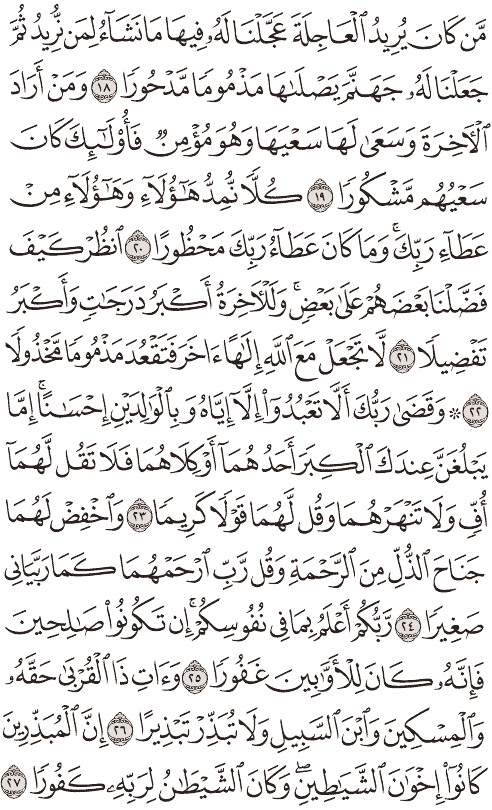 مَّن كَانَ يُرِيدُ ٱلْعَاجِلَةَ عَجَّلْنَا لَهُۥ فِيهَا مَا نَشَآءُ لِمَن نُّرِيدُ ثُمَّ
جَعَلْنَا لَهُۥ جَهَنَّمَ يَصْلَىٰهَا مَذْمُومًا مَّدْحُورًا ١٨ وَمَنْ أَرَادَ
ٱلْأَخِرَةَ وَسَعَىٰ لَهَا سَعْيَهَا وَهُوَ مُؤْمِنٌ فَأُو۟لَٰٓئِكَ كَانَ
سَعْيُهُم مَّشْكُورًا ١٩ كُلًّا نُّمِدُّ هَٰٓؤُلَآءِ وَهَٰٓؤُلَآءِ مِنْ
عَطَآءِ رَبِّكَ ۚ وَمَا كَانَ عَطَآءُ رَبِّكَ مَحْظُورًا ٢٠ ٱنظُرْ كَيْفَ
فَضَّلْنَا بَعْضَهُمْ عَلَىٰ بَعْضٍ ۚ وَلَلْأَخِرَةُ أَكْبَرُ دَرَجَٰتٍ وَأَكْبَرُ
تَفْضِيلًا ٢١ لَّا تَجْعَلْ مَعَ ٱللَّهِ إِلَٰهًا ءَاخَرَ فَتَقْعُدَ مَذْمُومًا مَّخْذُولًا
٢٢ ۞ وَقَضَىٰ رَبُّكَ أَلَّا تَعْبُدُوٓا۟ إِلَّآ إِيَّاهُ وَبِٱلْوَٰلِدَيْنِ إِحْسَٰنًا ۚ إِمَّا
يَبْلُغَنَّ عِندَكَ ٱلْكِبَرَ أَحَدُهُمَآ أَوْ كِلَاهُمَا فَلَا تَقُل لَّهُمَآ
أُفٍّ وَلَا تَنْهَرْهُمَا وَقُل لَّهُمَا قَوْلًا كَرِيمًا ٢٣ وَٱخْفِضْ لَهُمَا
جَنَاحَ ٱلذُّلِّ مِنَ ٱلرَّحْمَةِ وَقُل رَّبِّ ٱرْحَمْهُمَا كَمَا رَبَّيَانِى
صَغِيرًا ٢٤ رَّبُّكُمْ أَعْلَمُ بِمَا فِى نُفُوسِكُمْ ۚ إِن تَكُونُوا۟ صَٰلِحِينَ
فَإِنَّهُۥ كَانَ لِلْأَوَّٰبِينَ غَفُورًا ٢٥ وَءَاتِ ذَا ٱلْقُرْبَىٰ حَقَّهُۥ
وَٱلْمِسْكِينَ وَٱبْنَ ٱلسَّبِيلِ وَلَا تُبَذِّرْ تَبْذِيرًا ٢٦ إِنَّ ٱلْمُبَذِّرِينَ
كَانُوٓا۟ إِخْوَٰنَ ٱلشَّيَٰطِينِ ۖ وَكَانَ ٱلشَّيْطَٰنُ لِرَبِّهِۦ كَفُورًا ٢٧